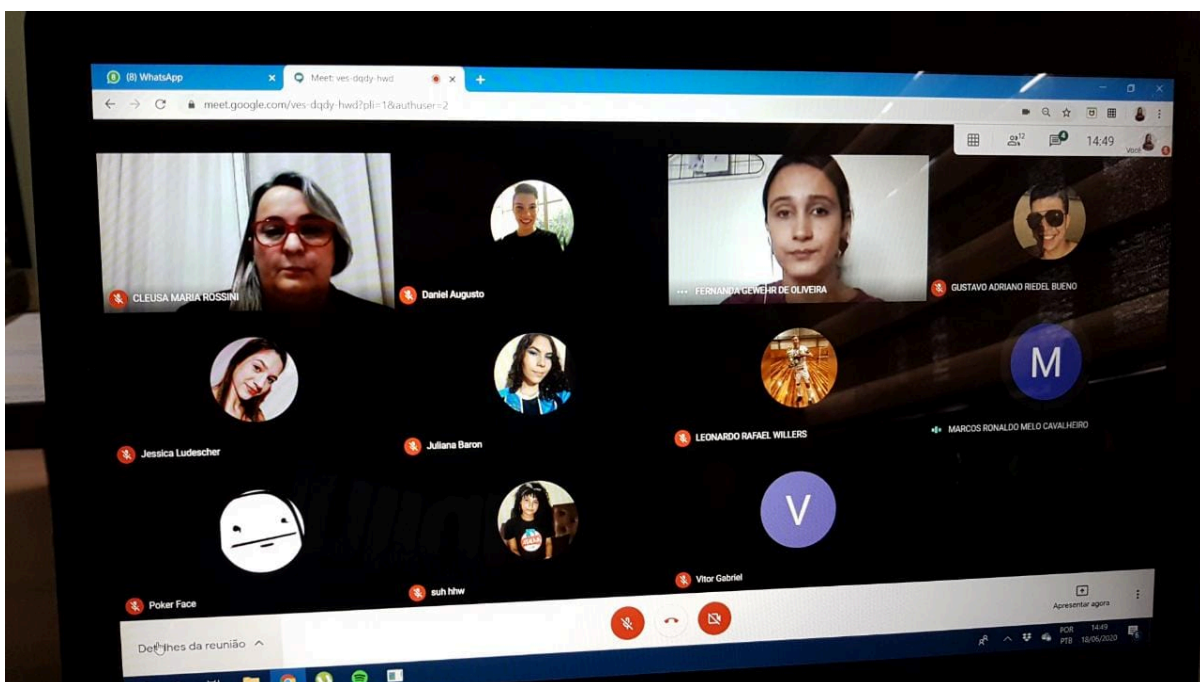 (8) WhatsApp
Meet: ves-dqdy-hwd
meet.google.com/ves-dqdy-hwd?pli=1&authuser=2
12
4
14:49
Você
CLEUSA MARIA ROSSINI
Daniel Augusto
FERNANDA GEWEHR DE OLIVEIRA
GUSTAVO ADRIANO RIEDEL BUENO
Jessica Ludescher
Juliana Baron
LEONARDO RAFAEL WILLERS
M
MARCOS RONALDO MELO CAVALHEIRO
Poker Face
suh hhw
V
Vitor Gabriel
Detalhes da reunião
Apresentar agora
POR
PTB
14:49
18/06/2020